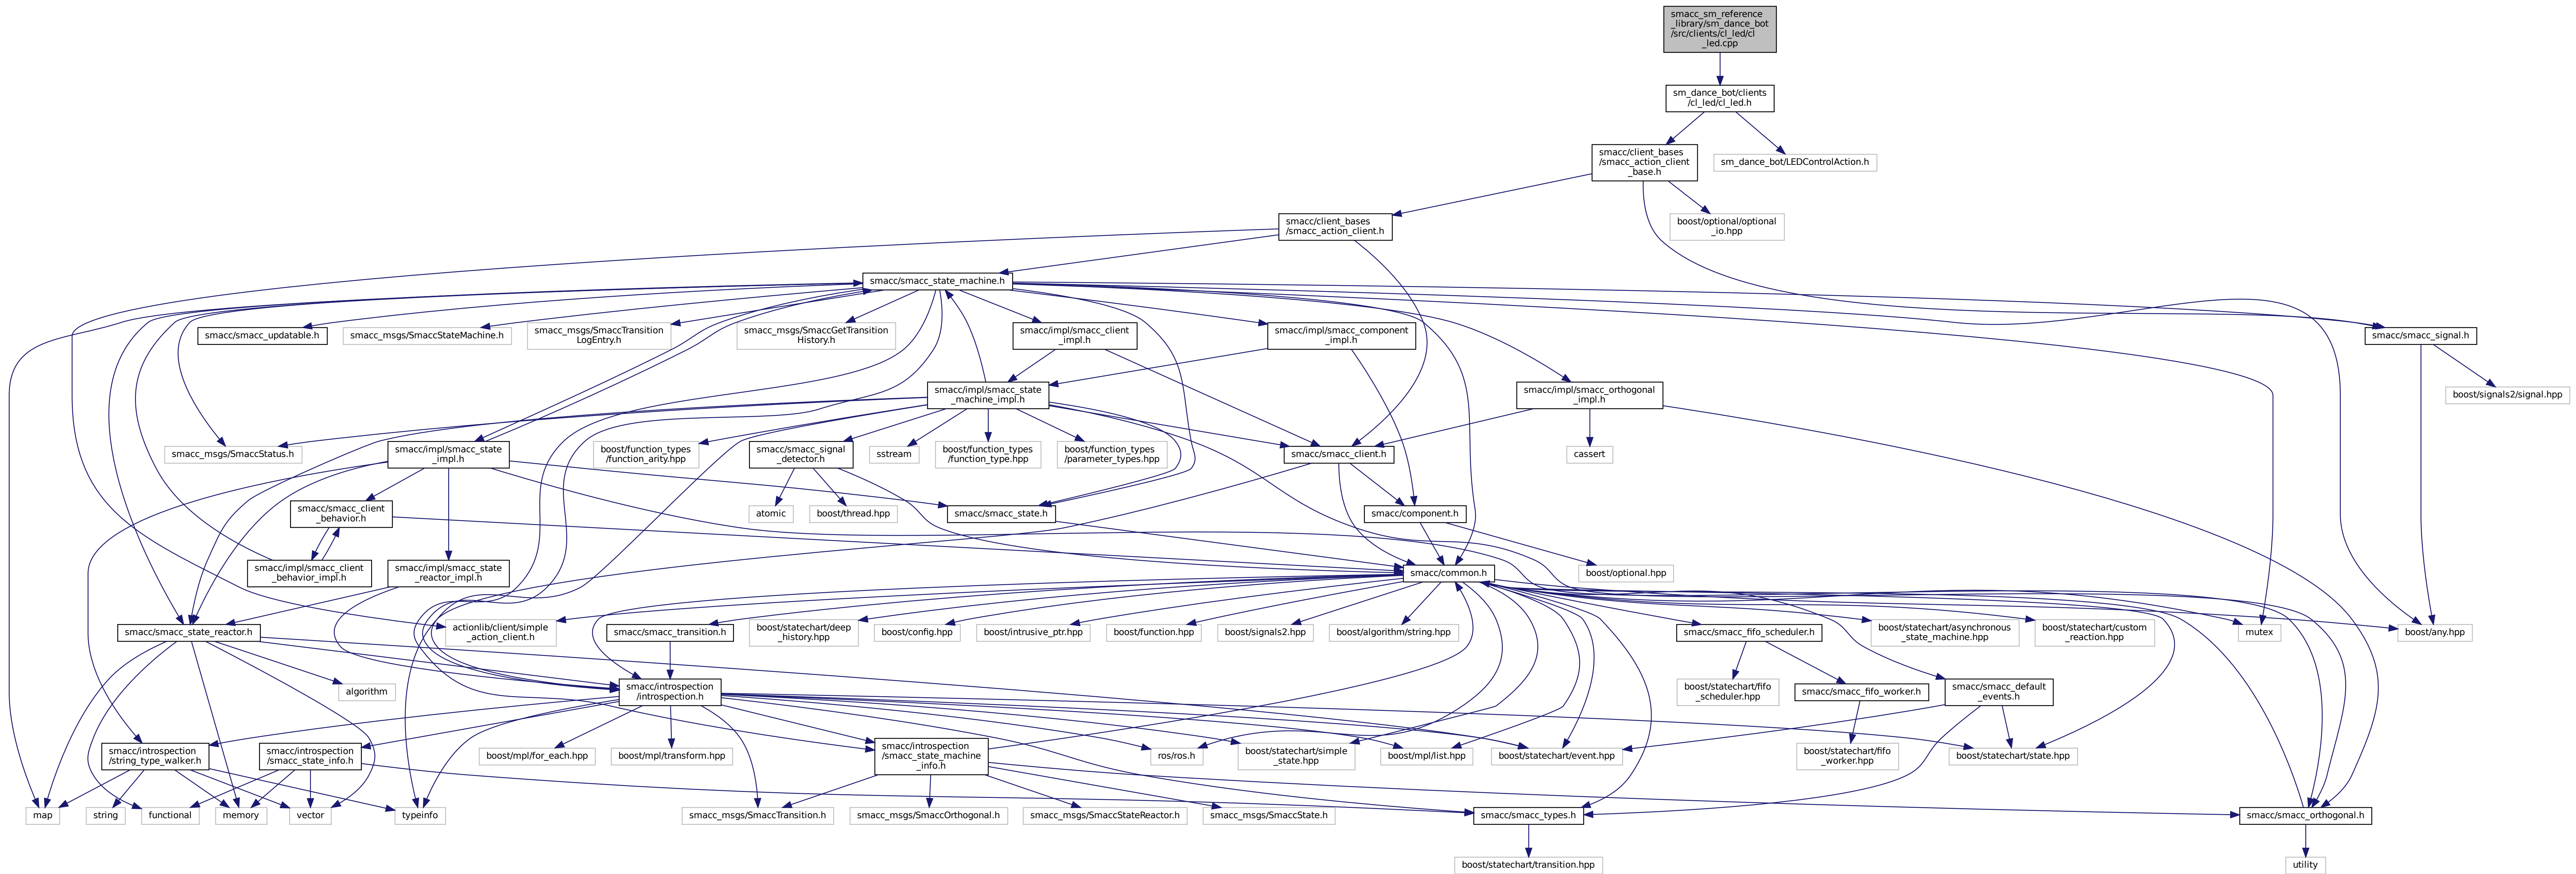 smacc_sm_reference
_library/sm_dance_bot
/src/clients/cl_led/cl
_led.cpp
sm_dance_bot/clients
/cl_led/cl_led.h
smacc/client_bases
/smacc_action_client
_base.h
sm_dance_bot/LEDControlAction.h
smacc/client_bases
/smacc_action_client.h
boost/optional/optional
_io.hpp
smacc/smacc_state_machine.h
smacc/smacc_updatable.h
smacc_msgs/SmaccStateMachine.h
smacc_msgs/SmaccTransition
LogEntry.h
smacc_msgs/SmaccGetTransition
History.h
smacc/impl/smacc_client
_impl.h
smacc/impl/smacc_component
_impl.h
smacc/smacc_signal.h
smacc/impl/smacc_state
_machine_impl.h
smacc/impl/smacc_orthogonal
_impl.h
boost/signals2/signal.hpp
smacc_msgs/SmaccStatus.h
smacc/impl/smacc_state
_impl.h
boost/function_types
/function_arity.hpp
smacc/smacc_signal
_detector.h
sstream
boost/function_types
/function_type.hpp
boost/function_types
/parameter_types.hpp
smacc/smacc_client.h
cassert
smacc/smacc_client
_behavior.h
atomic
boost/thread.hpp
smacc/smacc_state.h
smacc/component.h
smacc/impl/smacc_client
_behavior_impl.h
smacc/impl/smacc_state
_reactor_impl.h
smacc/common.h
boost/optional.hpp
smacc/smacc_state_reactor.h
actionlib/client/simple
_action_client.h
smacc/smacc_transition.h
boost/statechart/deep
_history.hpp
boost/config.hpp
boost/intrusive_ptr.hpp
boost/function.hpp
boost/signals2.hpp
boost/algorithm/string.hpp
smacc/smacc_fifo_scheduler.h
boost/statechart/asynchronous
_state_machine.hpp
boost/statechart/custom
_reaction.hpp
mutex
boost/any.hpp
algorithm
smacc/introspection
/introspection.h
boost/statechart/fifo
_scheduler.hpp
smacc/smacc_fifo_worker.h
smacc/smacc_default
_events.h
smacc/introspection
/string_type_walker.h
smacc/introspection
/smacc_state_info.h
boost/mpl/for_each.hpp
boost/mpl/transform.hpp
smacc/introspection
/smacc_state_machine
_info.h
ros/ros.h
boost/statechart/simple
_state.hpp
boost/mpl/list.hpp
boost/statechart/event.hpp
boost/statechart/fifo
_worker.hpp
boost/statechart/state.hpp
map
string
functional
memory
vector
typeinfo
smacc_msgs/SmaccTransition.h
smacc_msgs/SmaccOrthogonal.h
smacc_msgs/SmaccStateReactor.h
smacc_msgs/SmaccState.h
smacc/smacc_types.h
smacc/smacc_orthogonal.h
boost/statechart/transition.hpp
utility